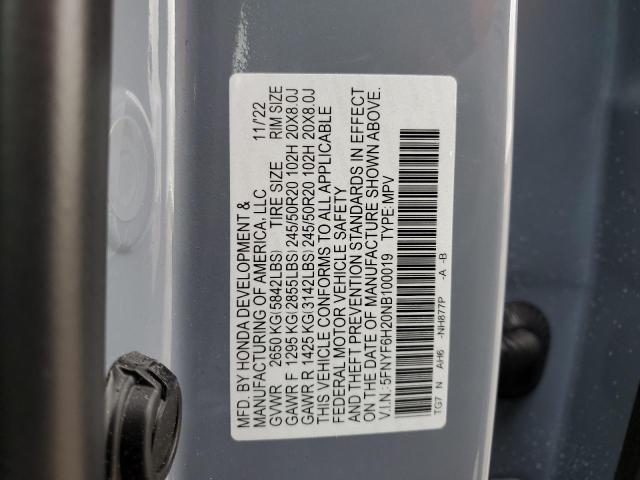 MFD. BY HONDA DEVELOPMENT &
MANUFACTURING OF AMERICA, LLC 11/'22
GVWR 2650 KG(5842LBS) TIRE SIZE RIM SIZE
GAWR F 1295 KG(2855LBS) 245/50R20 102H 20X8.0J
GAWR R 1425 KG(3142LBS) 245/50R20 102H 20X8.0J
THIS VEHICLE CONFORMS TO ALL APPLICABLE
FEDERAL MOTOR VEHICLE SAFETY
AND THEFT PREVENTION STANDARDS IN EFFECT
ON THE DATE OF MANUFACTURE SHOWN ABOVE.
V.I.N.:5FNYF6H20NB100019 TYPE:MPV
TG7 N AH6 -NH877P -A -B